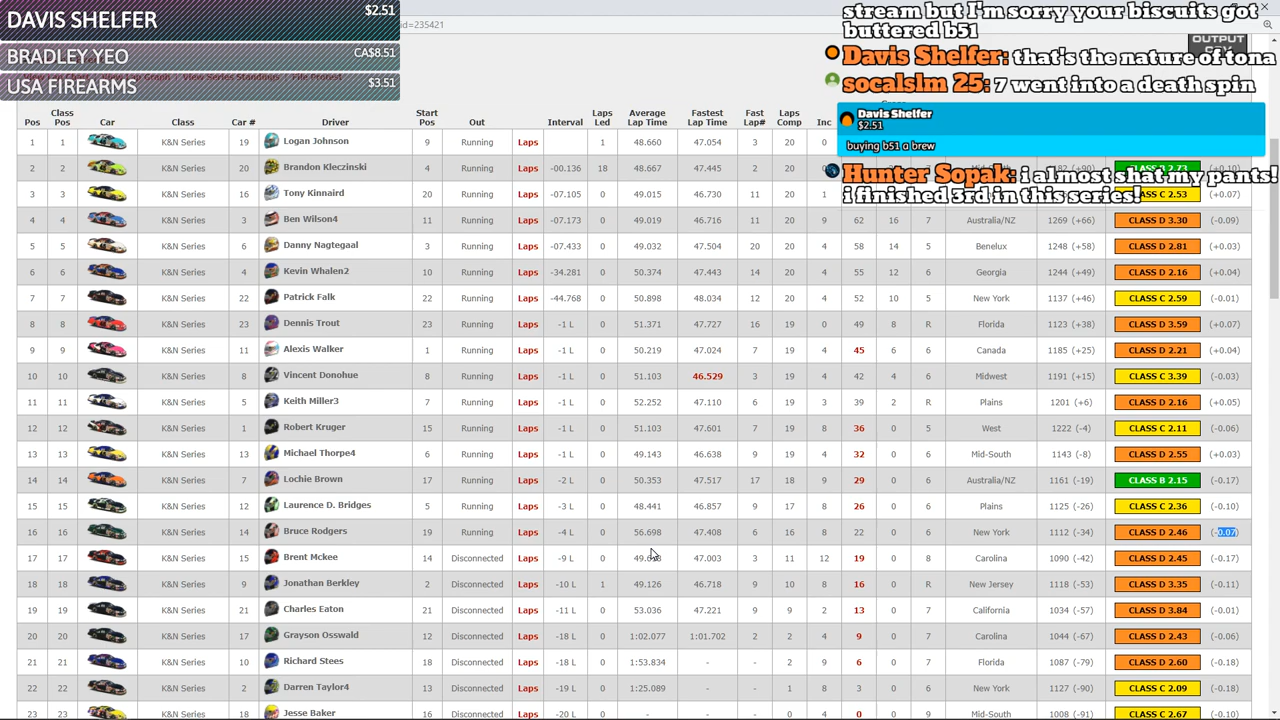 DAVIS SHELFER $2.51
BRADLEY YEO CA$8.51
USA FIREARMS $3.51
id=235421
OUTPUT
stream but I'm sorry your biscuits got
buttered b51
Davis Shelfer: that's the nature of tona
socalslm 25: 7 went into a death spin
Davis Shelfer
$2.51
buying b51 a brew
Hunter Sopak: i almost shat my pants!
i finished 3rd in this series!
Pos Class Pos Car Class Car # Driver Start Pos Out Interval Laps Led Average Lap Time Fastest Lap Time Fast Lap# Laps Comp Inc
1 1 K&N Series 19 Logan Johnson 9 Running Laps 0 48.660 47.054 3 20 0
2 2 K&N Series 20 Brandon Kleczinski Running Laps -00.136 18 48.667 47.445 20 CLASS B 2.73 (+0.10)
3 3 K&N Series 3 Tony Kinnaird Running Laps 0 49.015 11 20 CLASS C 2.53 (+0.07)
4 4 K&N Series 16 Ben Wilson4 11 Running Laps 0 49.019 46.716 11 20 0 62 16 7 Australia/NZ 1269 (+66) CLASS D 3.30 (-0.09)
5 5 K&N Series 6 Danny Nagtegaal 3 Running Laps 0 49.032 47.504 20 20 0 58 14 5 Benelux 1248 (+58) CLASS D 2.81 (+0.03)
6 6 K&N Series 4 Kevin Whalen2 10 Running Laps 0 50.374 47.443 14 20 0 55 12 6 Georgia 1244 (+49) CLASS D 2.16 (+0.04)
7 7 K&N Series 22 Patrick Falk 22 Running Laps 0 50.898 48.034 12 20 4 52 10 5 New York 1137 (+46) CLASS C 2.59 (-0.01)
8 8 K&N Series 23 Dennis Trout 23 Running Laps -1 L 0 51.371 47.727 16 19 0 49 8 R Florida 1123 (+38) CLASS D 3.59 (+0.07)
9 9 K&N Series 11 Alexis Walker Running Laps -1 L 0 50.219 47.024 7 19 4 45 6 6 Canada 1185 (+25) CLASS D 2.21 (+0.04)
10 10 K&N Series 8 Vincent Donohue 8 Running Laps -1 L 0 51.103 46.529 3 19 4 42 4 6 Midwest 1191 (+15) CLASS C 3.39 (-0.03)
11 11 K&N Series 5 Keith Miller3 7 Running Laps -1 L 0 52.252 47.110 6 19 4 39 2 R Plains 1201 (+6) CLASS D 2.16 (+0.05)
12 12 K&N Series 1 Robert Kruger 15 Running Laps -1 L 0 51.103 47.601 7 19 36 0 5 West 1222 (-4) CLASS C 2.11 (-0.06)
13 13 K&N Series 13 Michael Thorpe4 6 Running Laps -1 L 0 49.143 46.638 9 19 4 32 0 5 Mid-South 1143 (-8) CLASS D 2.55 (+0.03)
14 14 K&N Series 7 Lochie Brown Running Laps -2 L 0 50.353 47.517 17 18 9 29 0 6 Australia/NZ 1161 (-19) CLASS B 2.15 (-0.17)
15 15 K&N Series 12 Laurence D. Bridges Running Laps -3 L 0 48.441 46.857 17 8 26 0 6 Plains 1125 (-26) CLASS C 2.36 (-0.10)
16 16 K&N Series 14 Bruce Rodgers 19 Running Laps -4 L 0 56.698 47.408 6 16 8 22 0 6 New York 1112 (-34) CLASS D 2.46 (-0.07)
17 17 K&N Series 15 Brent Mckee 14 Disconnected Laps -9 L 0 47.003 11 19 0 8 Carolina 1090 (-42) CLASS D 2.45 (-0.17)
18 18 K&N Series 9 Jonathan Berkley 2 Disconnected Laps -10 L 1 49.126 46.718 9 10 8 16 0 R New Jersey 1118 (-53) CLASS D 3.35 (-0.11)
19 19 K&N Series 21 Charles Eaton 21 Disconnected Laps -11 L 0 53.036 47.221 9 9 13 0 7 California 1034 (-57) CLASS D 3.84 (-0.01)
20 20 K&N Series 17 Grayson Osswald 12 Disconnected Laps -18 L 0 1:02.077 1:01.702 2 2 4 9 0 6 Carolina 1044 (-67) CLASS D 2.43 (-0.06)
21 21 K&N Series 10 Richard Stees 18 Disconnected Laps -18 L 0 1:53.834 - - 2 9 6 0 6 Florida 1087 (-79) CLASS D 2.60 (-0.18)
22 22 K&N Series 2 Darren Taylor4 13 Disconnected Laps -19 L 0 1:25.089 - - 1 3 0 6 New York 1127 (-90) CLASS C 2.09 (-0.18)
23 23 K&N Series 18 Jesse Baker Disconnected Laps -20 L 0 - - - 0 4 0 0 9 Mid-South 1008 (-91) CLASS C 2.67 (-0.10)